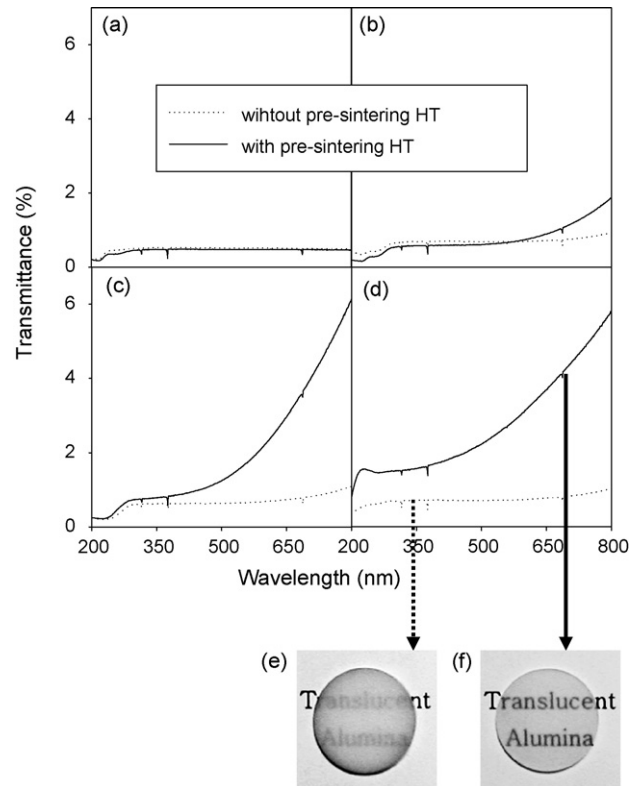 (a)
(b)
6
wihtout pre-sintering HT
with pre-sintering HT
4
2
0
Transmittance (%)
(c)
(d)
6
4
2
0
200 350 500 650 200 350 500 650 800
Wavelength (nm)
(e)
(f)
Translucent
Alumina
Translucent
Alumina